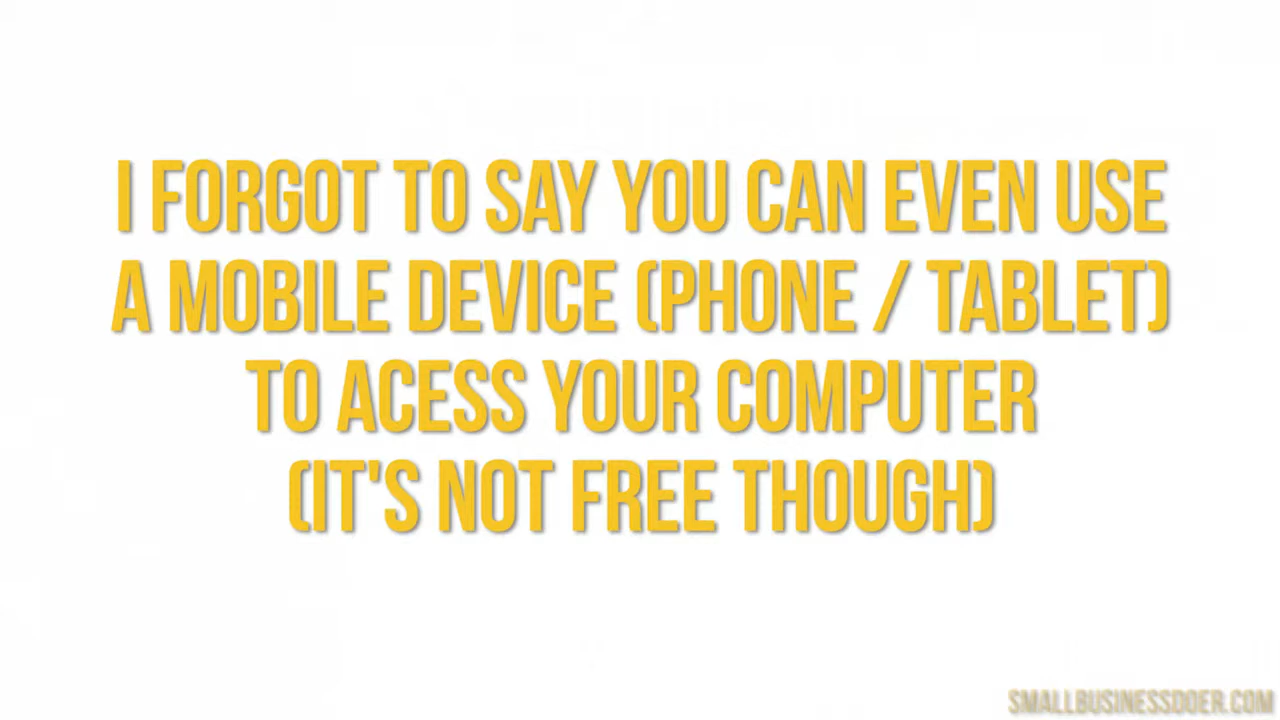 I FORGOT TO SAY YOU CAN EVEN USE
A MOBILE DEVICE (PHONE / TABLET)
TO ACESS YOUR COMPUTER
(IT'S NOT FREE THOUGH)
SMALLBUSINESSDOER.COM